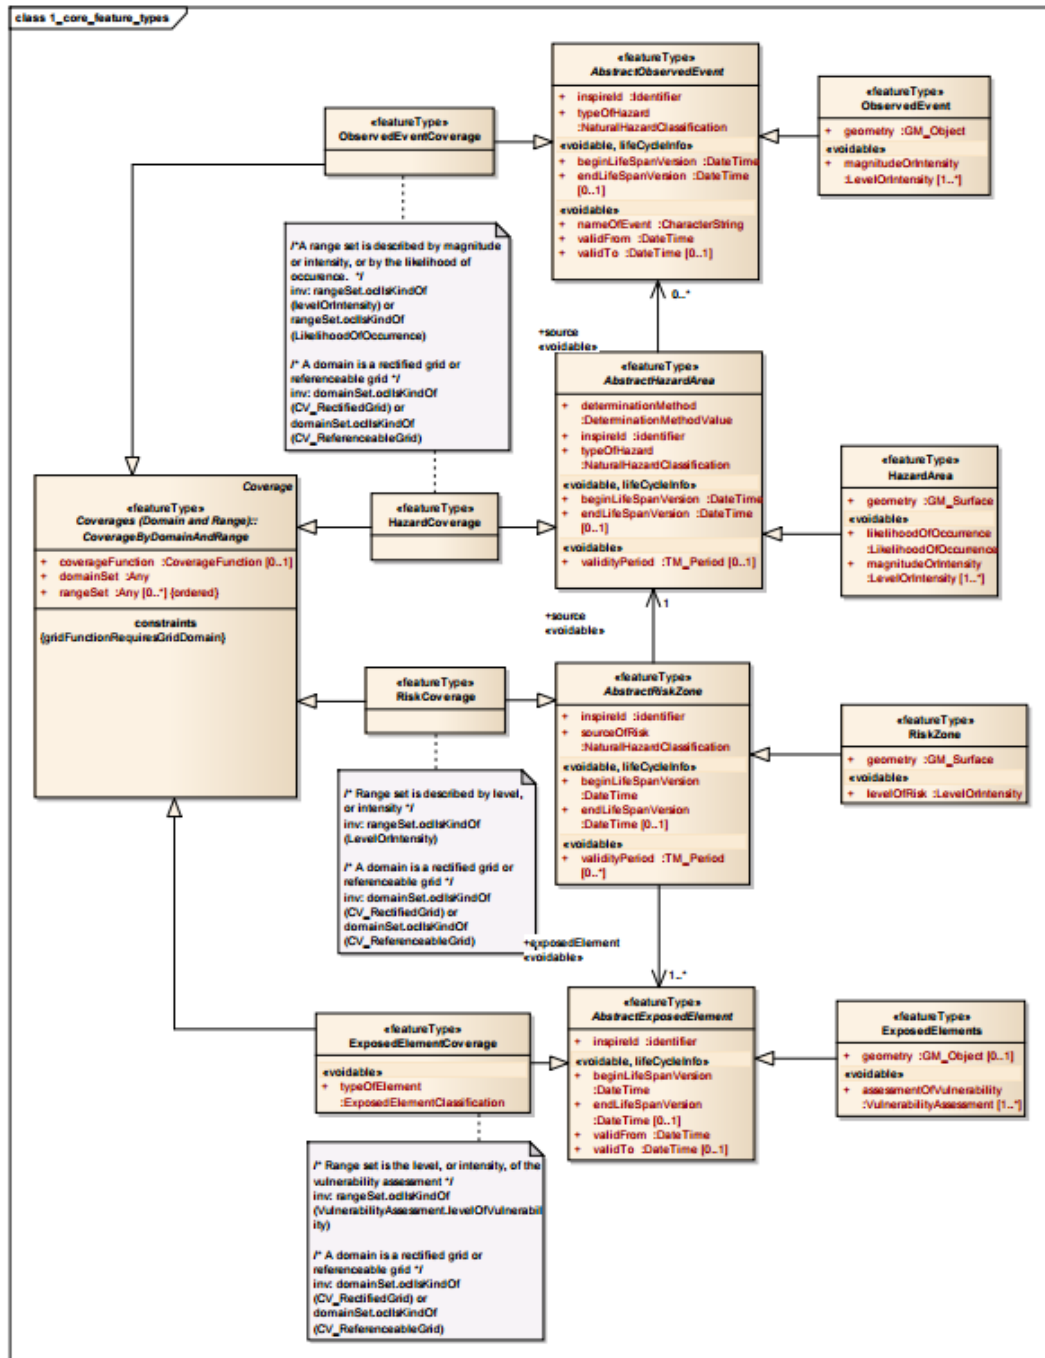 class 1_core_feature_types
«featureType»
AbstractObservedEvent
+ inspireId :Identifier
+ typeOfHazard
:NaturalHazardClassification
«voidable, lifeCycleInfo»
+ beginLifeSpanVersion :DateTime
+ endLifeSpanVersion :DateTime
[0..1]
«voidable»
+ nameOfEvent :CharacterString
+ validFrom :DateTime
+ validTo :DateTime [0..1]
«featureType»
ObservedEvent
+ geometry :GM_Object
«voidable»
+ magnitudeOrIntensity
:LevelOrIntensity [1..*]
«featureType»
ObservedEventCoverage
/*A range set is described by magnitude
or intensity, or by the likelihood of
occurence. */
inv: rangeSet.oclIsKindOf
(levelOrIntensity) or
rangeSet.oclIsKindOf
(LikelihoodOfOccurrence)
/* A domain is a rectified grid or
referenceable grid */
inv: domainSet.oclIsKindOf
(CV_RectifiedGrid) or
domainSet.oclIsKindOf
(CV_ReferenceableGrid)
0..*
+source
«voidable»
«featureType»
AbstractHazardArea
+ determinationMethod
:DeterminationMethodValue
+ inspireId :identifier
+ typeOfHazard
:NaturalHazardClassification
«voidable, lifeCycleInfo»
+ beginLifeSpanVersion :DateTime
+ endLifeSpanVersion :DateTime
[0..1]
«voidable»
+ validityPeriod :TM_Period [0..1]
«featureType»
HazardArea
+ geometry :GM_Surface
«voidable»
+ likelihoodOfOccurrence
:LikelihoodOfOccurrence
+ magnitudeOrIntensity
:LevelOrIntensity [1..*]
«featureType»
HazardCoverage
Coverage
«featureType»
Coverages (Domain and Range)::
CoverageByDomainAndRange
+ coverageFunction :CoverageFunction [0..1]
+ domainSet :Any
+ rangeSet :Any [0..*] {ordered}
constraints
{gridFunctionRequiresGridDomain}
1
+source
«voidable»
«featureType»
RiskCoverage
«featureType»
AbstractRiskZone
+ inspireId :identifier
+ sourceOfRisk
:NaturalHazardClassification
«voidable, lifeCycleInfo»
+ beginLifeSpanVersion
:DateTime
+ endLifeSpanVersion
:DateTime [0..1]
«voidable»
+ validityPeriod :TM_Period
[0..*]
«featureType»
RiskZone
+ geometry :GM_Surface
«voidable»
+ levelOfRisk :LevelOrIntensity
/* Range set is described by level,
or intensity */
inv: rangeSet.oclIsKindOf
(LevelOrIntensity)
/* A domain is a rectified grid or
referenceable grid */
inv: domainSet.oclIsKindOf
(CV_RectifiedGrid) or
domainSet.oclIsKindOf
(CV_ReferenceableGrid)
+exposedElement
«voidable»
1..*
«featureType»
ExposedElementCoverage
«voidable»
+ typeOfElement
:ExposedElementClassification
«featureType»
AbstractExposedElement
+ inspireId :identifier
«voidable, lifeCycleInfo»
+ beginLifeSpanVersion
:DateTime
+ endLifeSpanVersion
:DateTime [0..1]
+ validFrom :DateTime
+ validTo :DateTime [0..1]
«featureType»
ExposedElements
+ geometry :GM_Object [0..1]
«voidable»
+ assessmentOfVulnerability
:VulnerabilityAssessment [1..*]
/* Range set is the level, or intensity, of the
vulnerability assessment */
inv: rangeSet.oclIsKindOf
(VulnerabilityAssessment.levelOfVulnerabil
ity)
/* A domain is a rectified grid or
referenceable grid */
inv: domainSet.oclIsKindOf
(CV_RectifiedGrid) or
domainSet.oclIsKindOf
(CV_ReferenceableGrid)